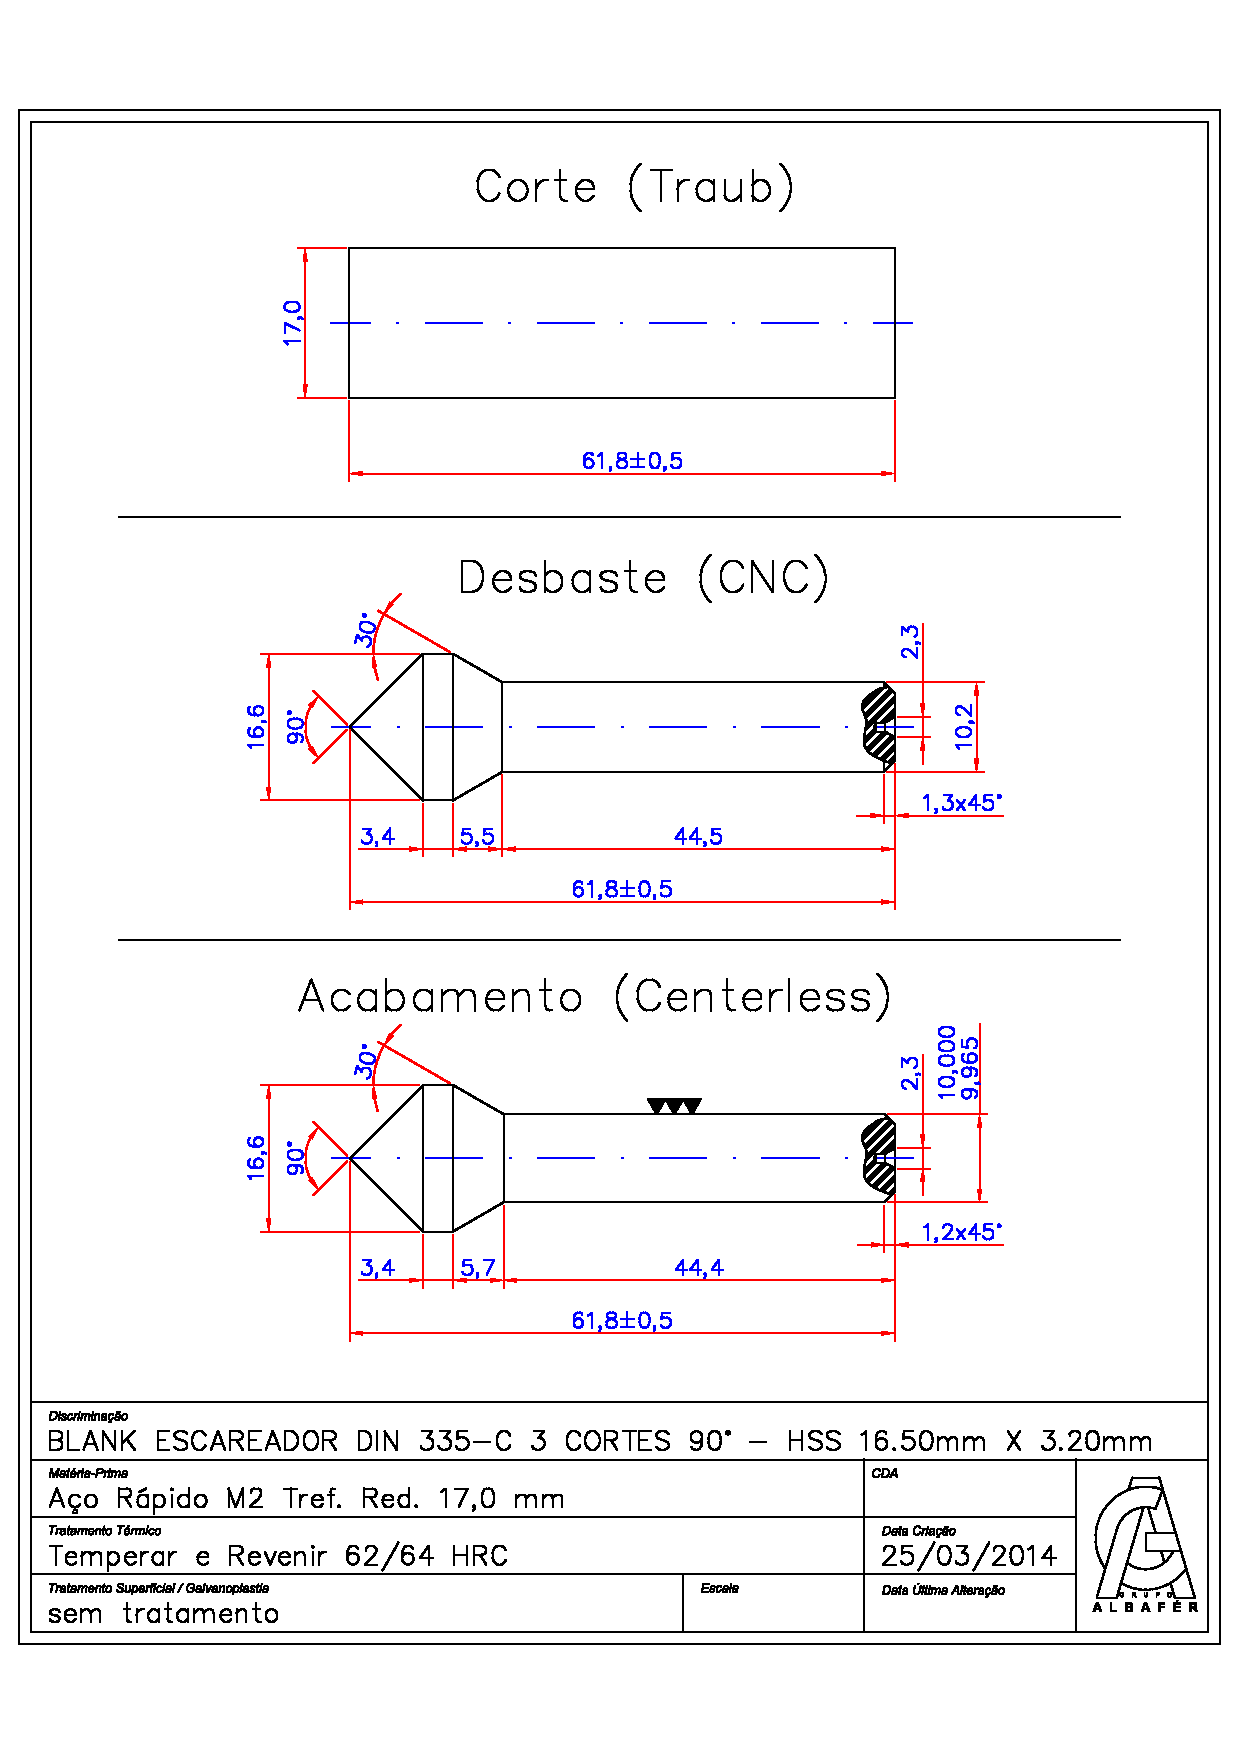 Corte (Traub)
17,0
61,8±0,5
Desbaste (CNC)
30°
2,3
16,6
90°
10,2
1,3x45°
3,4
5,5
44,5
61,8±0,5
Acabamento (Centerless)
30°
2,3
10,000
9,965
16,6
90°
1,2x45°
3,4
5,7
44,4
61,8±0,5
Discriminação
BLANK ESCAREADOR DIN 335-C 3 CORTES 90° - HSS 16.50mm X 3.20mm
Matéria-Prima
CDA
Aço Rápido M2 Tref. Red. 17,0 mm
Tratamento Térmico
Data Criação
Temperar e Revenir 62/64 HRC
25/03/2014
Tratamento Superficial / Galvanoplastia
Escala
Data Última Alteração
sem tratamento
GRUPO
ALBAFÉR